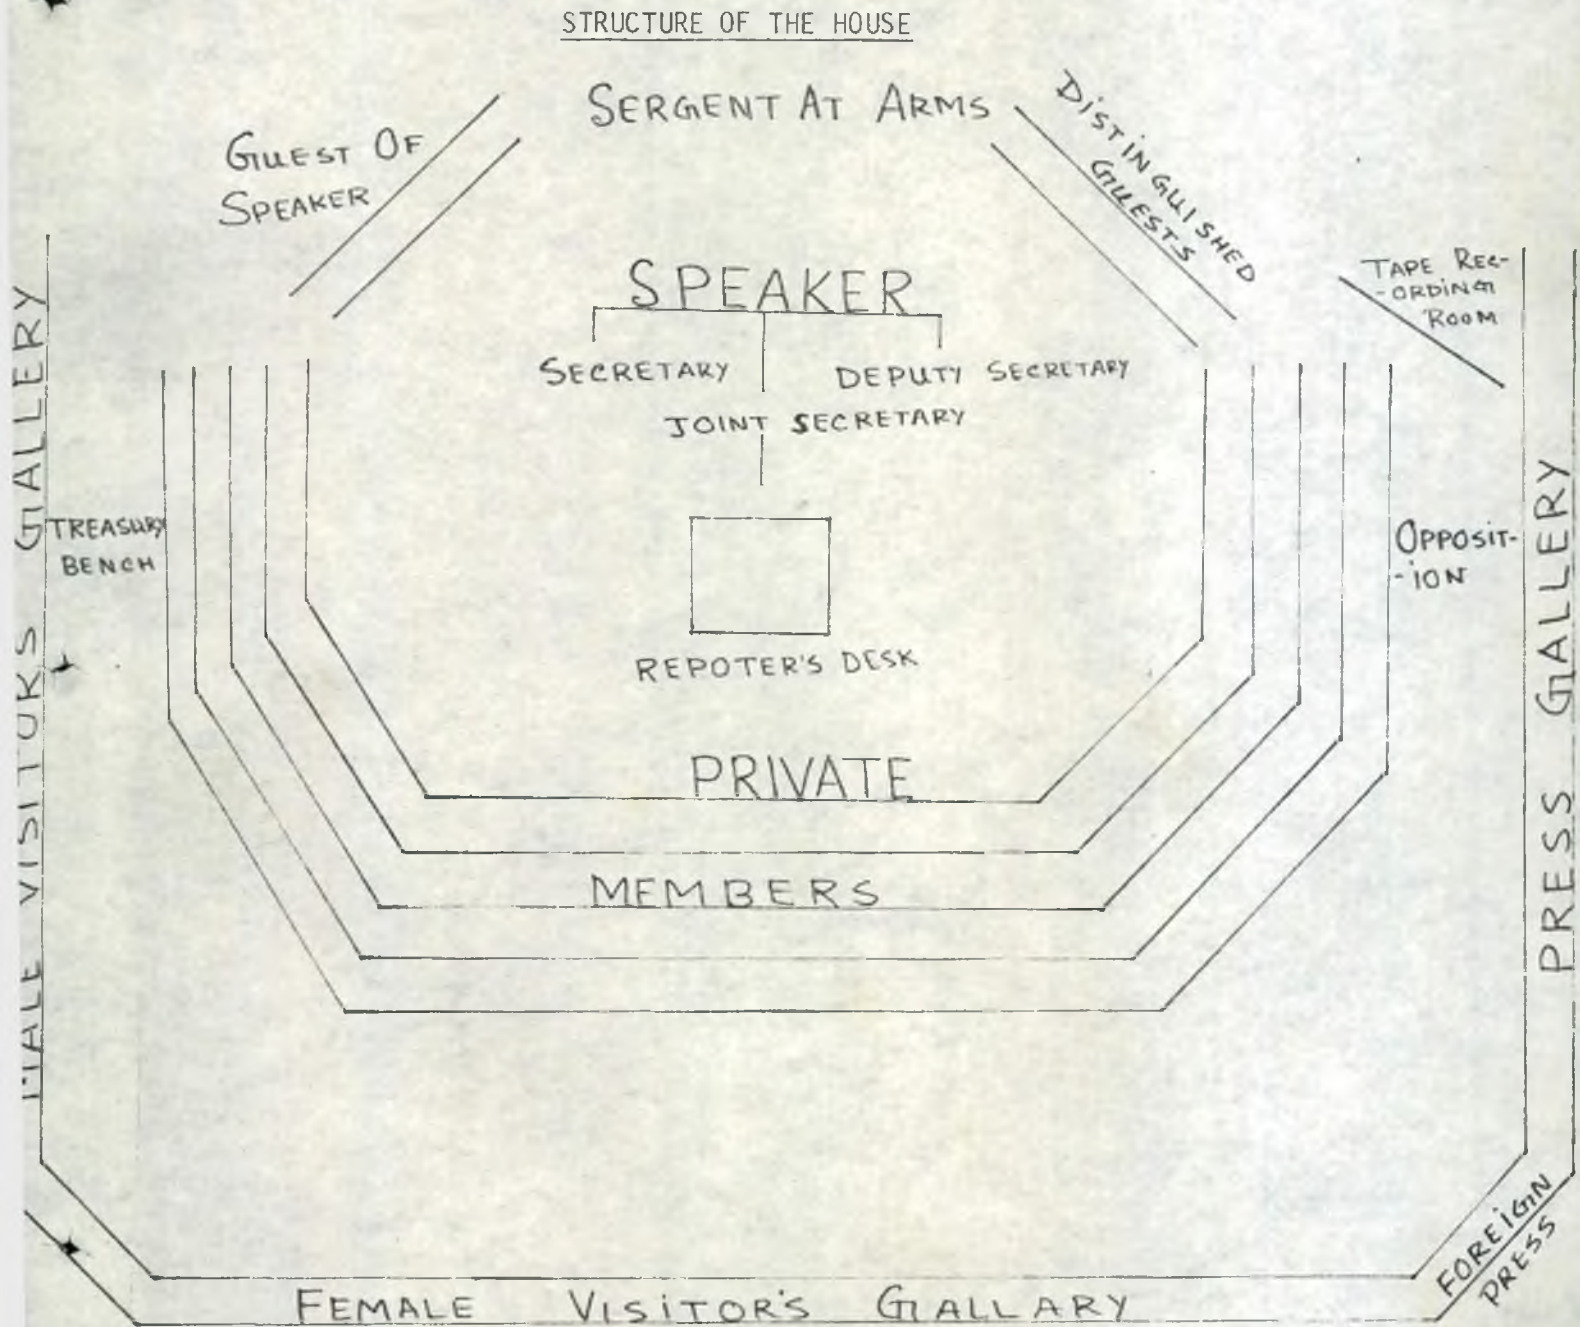 STRUCTURE OF THE HOUSE
SERGENT AT ARMS
GUEST OF
SPEAKER
DISTINGUISHED
GUESTS
SPEAKER
TAPE REC-
-ORDING
ROOM
SECRETARY
DEPUTY SECRETARY
JOINT SECRETARY
MALE VISITORS GALLERY
TREASURY
BENCH
OPPOSIT-
-ION
PRESS GALLERY
REPOTER'S DESK
PRIVATE
MEMBERS
FOREIGN
PRESS
FEMALE VISITOR'S GALLARY